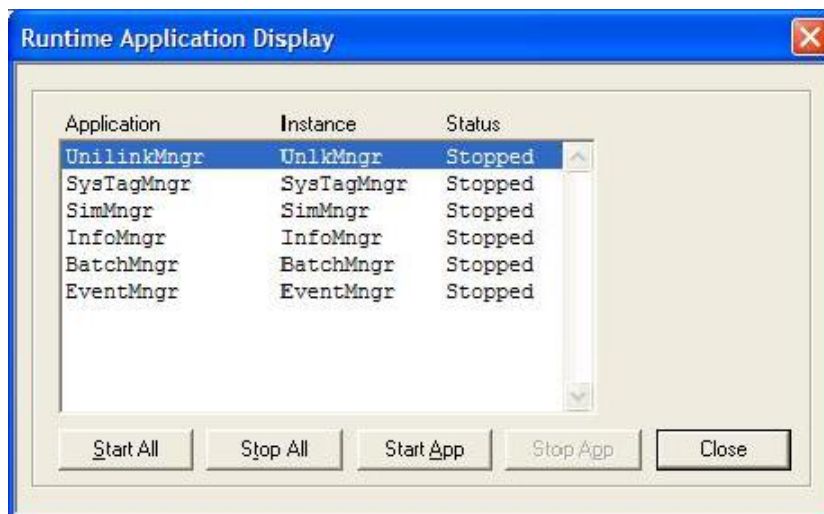 Runtime Application Display
Application Instance Status
UnilinkMngr UnlkMngr Stopped
SysTagMngr SysTagMngr Stopped
SimMngr SimMngr Stopped
InfoMngr InfoMngr Stopped
BatchMngr BatchMngr Stopped
EventMngr EventMngr Stopped
Start All Stop All Start App Stop App Close